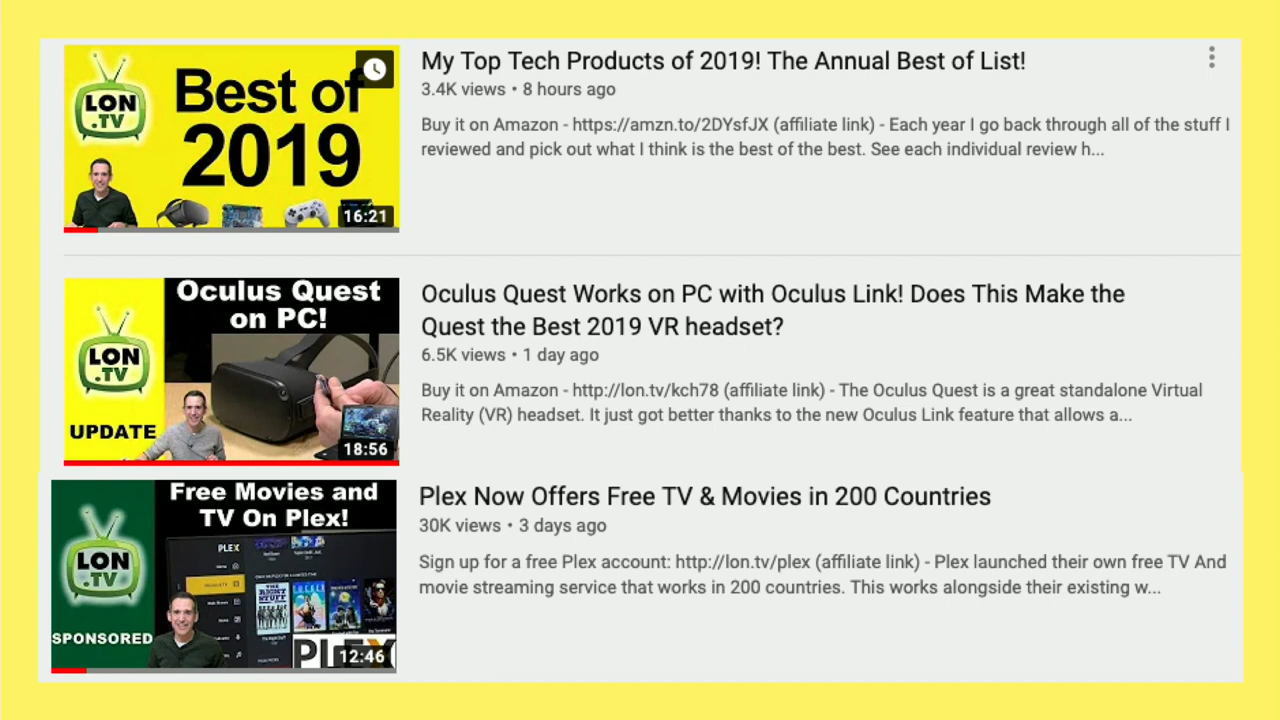 LON
.TV
Best of
2019
16:21
My Top Tech Products of 2019! The Annual Best of List!
3.4K views • 8 hours ago
Buy it on Amazon - https://amzn.to/2DYsfJX (affiliate link) - Each year I go back through all of the stuff I
reviewed and pick out what I think is the best of the best. See each individual review h...
Oculus Quest
on PC!
LON
.TV
UPDATE
18:56
Oculus Quest Works on PC with Oculus Link! Does This Make the
Quest the Best 2019 VR headset?
6.5K views • 1 day ago
Buy it on Amazon - http://lon.tv/kch78 (affiliate link) - The Oculus Quest is a great standalone Virtual
Reality (VR) headset. It just got better thanks to the new Oculus Link feature that allows a...
Free Movies and
TV On Plex!
LON
.TV
SPONSORED
PLEX
THE
RIGHT
STUFF
PLEX
12:46
Plex Now Offers Free TV & Movies in 200 Countries
30K views • 3 days ago
Sign up for a free Plex account: http://lon.tv/plex (affiliate link) - Plex launched their own free TV And
movie streaming service that works in 200 countries. This works alongside their existing w...